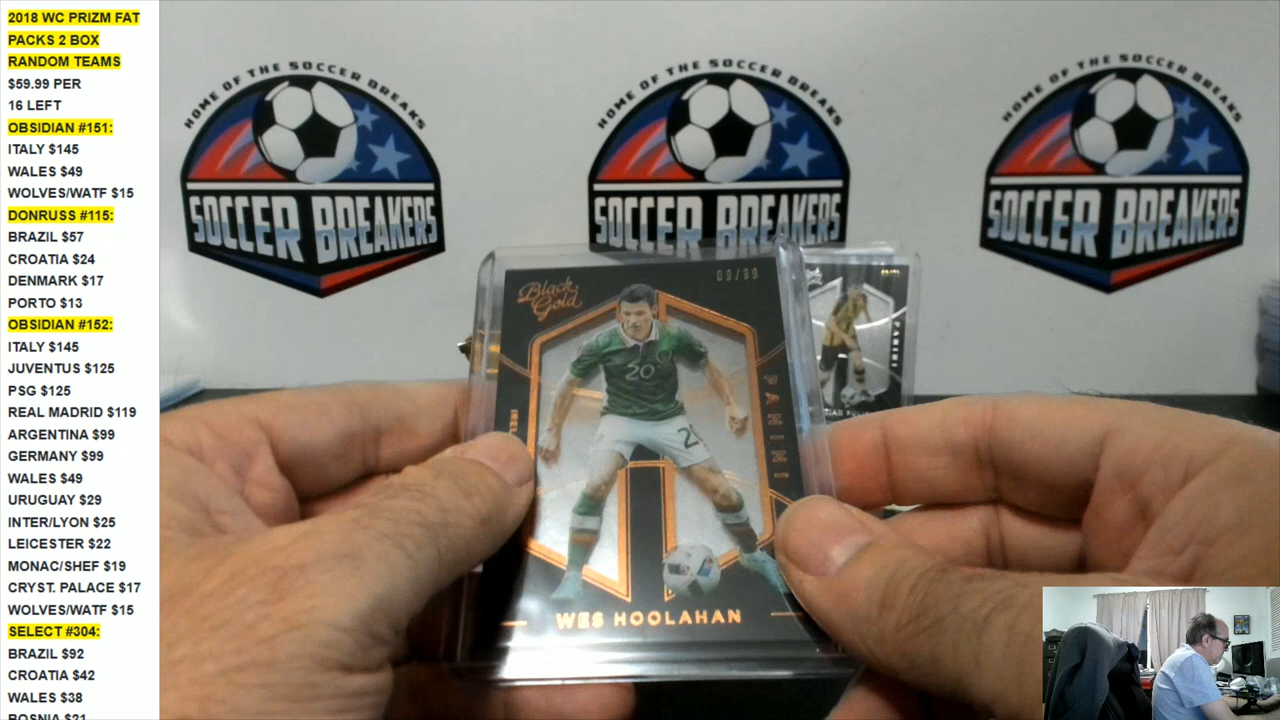 2018 WC PRIZM FAT
PACKS 2 BOX
RANDOM TEAMS
$59.99 PER
16 LEFT
OBSIDIAN #151:
ITALY $145
WALES $49
WOLVES/WATF $15
DONRUSS #115:
BRAZIL $57
CROATIA $24
DENMARK $17
PORTO $13
OBSIDIAN #152:
ITALY $145
JUVENTUS $125
PSG $125
REAL MADRID $119
ARGENTINA $99
GERMANY $99
WALES $49
URUGUAY $29
INTER/LYON $25
LEICESTER $22
MONAC/SHEF $19
CRYST. PALACE $17
WOLVES/WATF $15
SELECT #304:
BRAZIL $92
CROATIA $42
WALES $38
BOSNIA $21
HOME OF THE SOCCER BREAKS
SOCCER BREAKERS
HOME OF THE SOCCER BREAKS
SOCCER BREAKERS
HOME OF THE SOCCER BREAKS
SOCCER BREAKERS
Black
Gold
09/99
20
20
PANINI
WES HOOLAHAN
PANINI